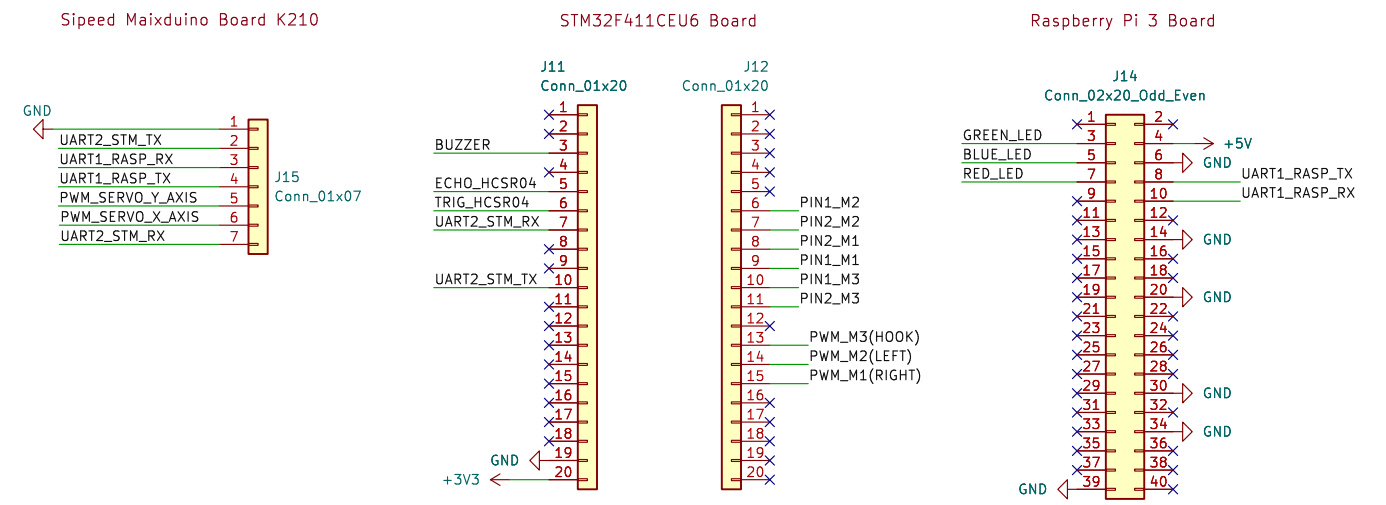 Sipeed Maixduino Board K210
GND
1
UART2_STM_TX 2
UART1_RASP_RX 3
UART1_RASP_TX 4
PWM_SERVO_Y_AXIS 5
PWM_SERVO_X_AXIS 6
UART2_STM_RX 7
J15
Conn_01x07
STM32F411CEU6 Board
J11
Conn_01x20
1
2
BUZZER 3
4
ECHO_HCSR04 5
TRIG_HCSR04 6
UART2_STM_RX 7
8
9
UART2_STM_TX 10
11
12
13
14
15
16
17
18
GND 19
+3V3 20
J12
Conn_01x20
1
2
3
4
5
6 PIN1_M2
7 PIN2_M2
8 PIN2_M1
9 PIN1_M1
10 PIN1_M3
11 PIN2_M3
12
13 PWM_M3(HOOK)
14 PWM_M2(LEFT)
15 PWM_M1(RIGHT)
16
17
18
19
20
Raspberry Pi 3 Board
J14
Conn_02x20_Odd_Even
1 2
GREEN_LED 3 4 +5V
BLUE_LED 5 6 GND
RED_LED 7 8 UART1_RASP_TX
9 10 UART1_RASP_RX
11 12
13 14 GND
15 16
17 18
19 20 GND
21 22
23 24
25 26
27 28
29 30 GND
31 32
33 34 GND
35 36
37 38
GND 39 40